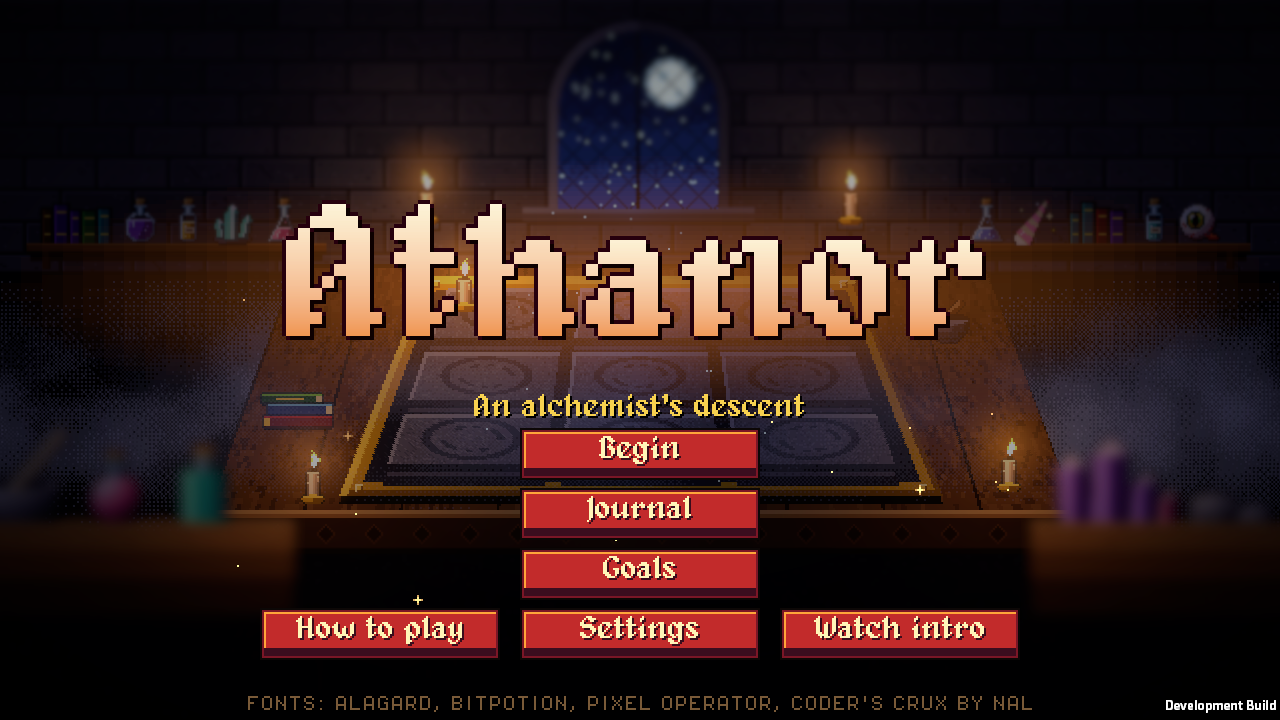 Athanor
An alchemist's descent
Begin
Journal
Goals
How to play
Settings
Watch intro
FONTS: ALAGARD, BITPOTION, PIXEL OPERATOR, CODER'S CRUX BY NAL
Development Build